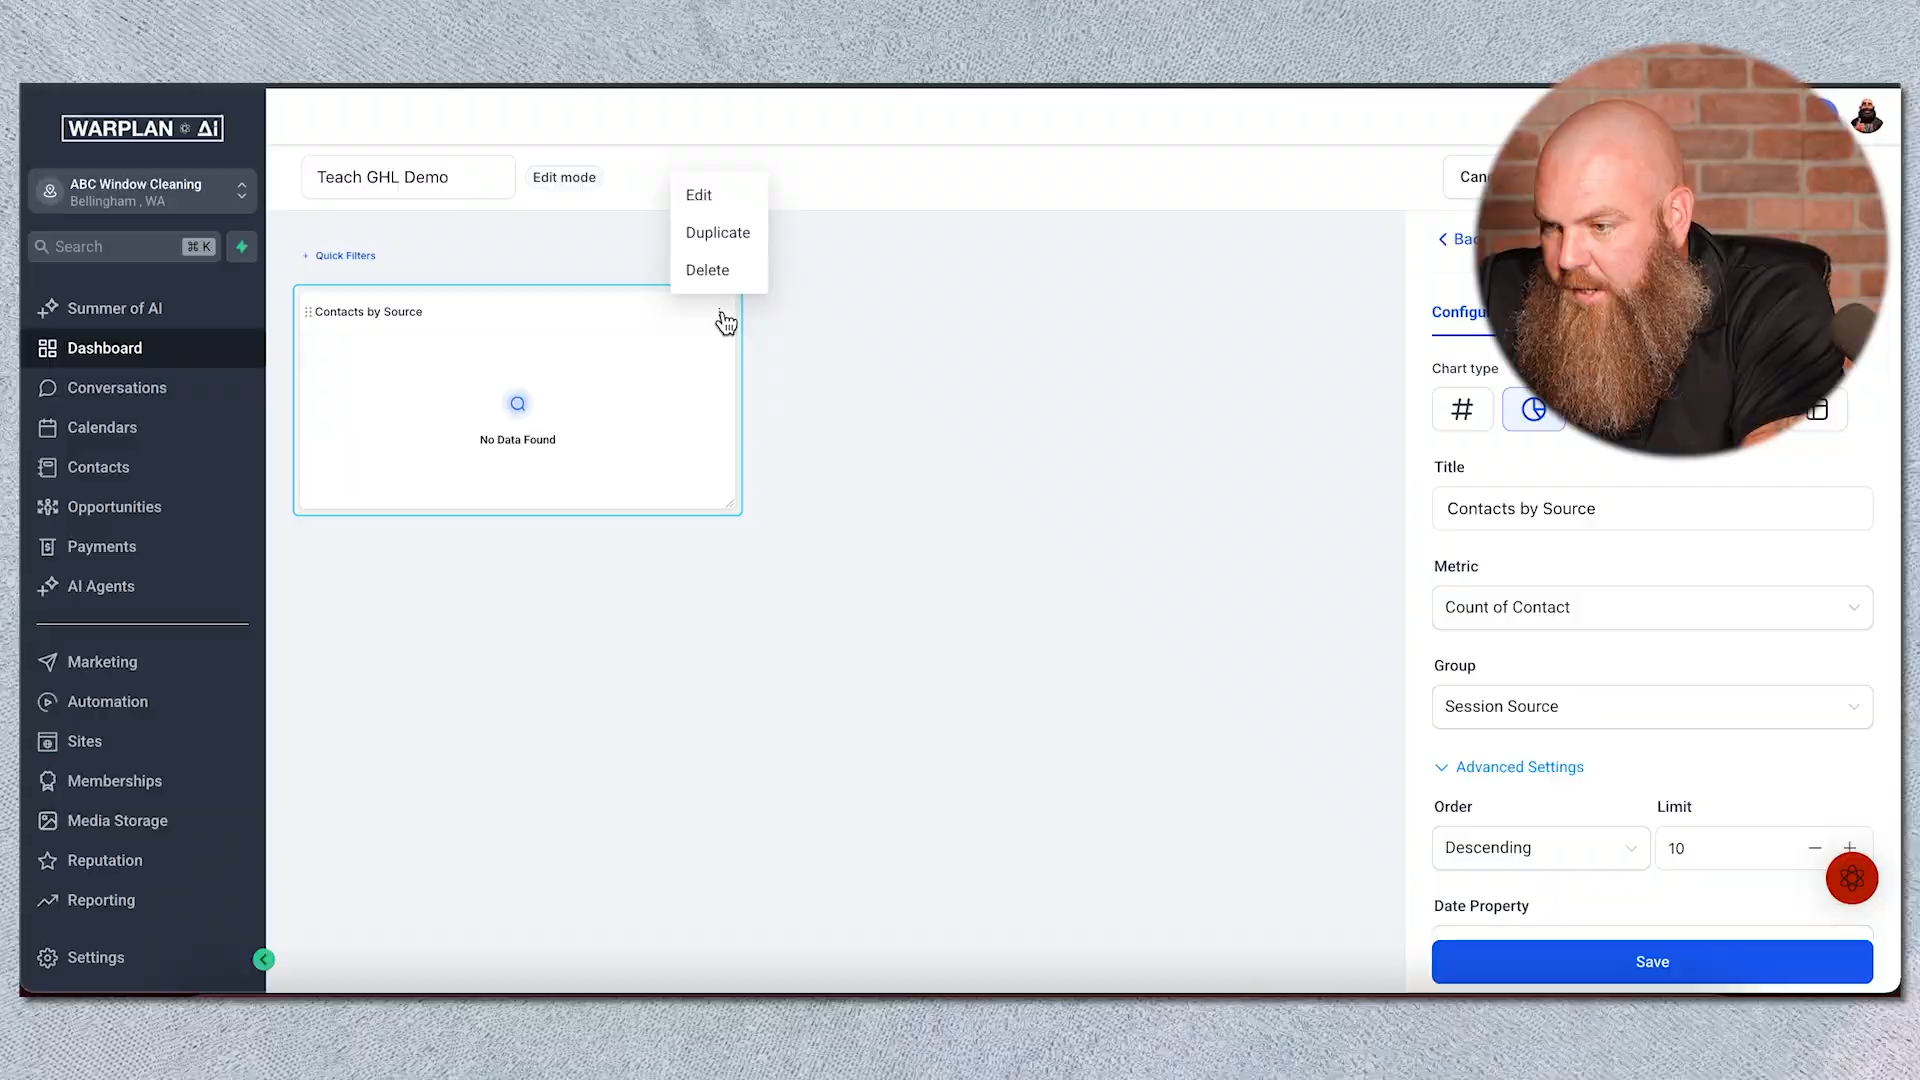 WARPLAN AI
ABC Window Cleaning
Bellingham , WA
Search
⌘ K
Summer of AI
Dashboard
Conversations
Calendars
Contacts
Opportunities
Payments
AI Agents
Marketing
Automation
Sites
Memberships
Media Storage
Reputation
Reporting
Settings
Teach GHL Demo
Edit mode
Edit
Duplicate
Delete
+ Quick Filters
Contacts by Source
No Data Found
Chart type
#
Title
Contacts by Source
Metric
Count of Contact
Group
Session Source
Advanced Settings
Order
Limit
Descending
10
Date Property
Save